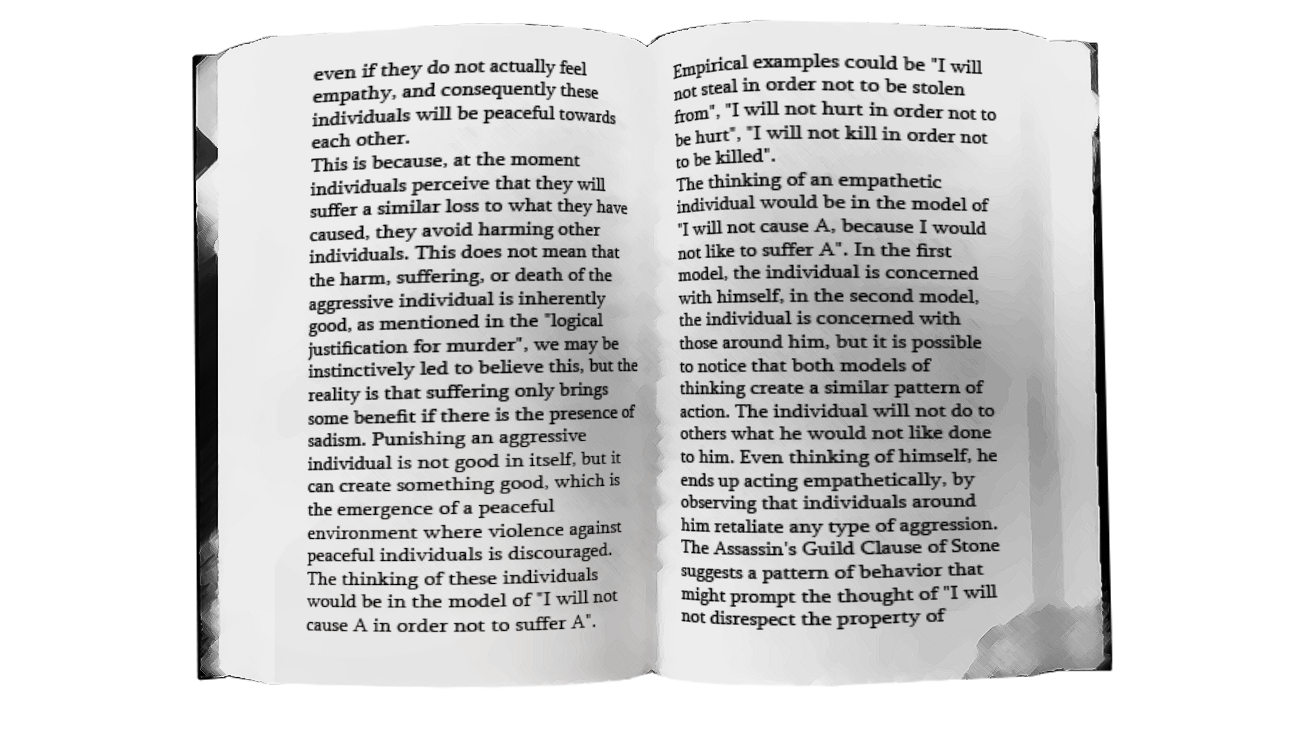 even if they do not actually feel
empathy, and consequently these
individuals will be peaceful towards
each other.
This is because, at the moment
individuals perceive that they will
suffer a similar loss to what they have
caused, they avoid harming other
individuals. This does not mean that
the harm, suffering, or death of the
aggressive individual is inherently
good, as mentioned in the "logical
justification for murder", we may be
instinctively led to believe this, but the
reality is that suffering only brings
some benefit if there is the presence of
sadism. Punishing an aggressive
individual is not good in itself, but it
can create something good, which is
the emergence of a peaceful
environment where violence against
peaceful individuals is discouraged.
The thinking of these individuals
would be in the model of "I will not
cause A in order not to suffer A".
Empirical examples could be "I will
not steal in order not to be stolen
from", "I will not hurt in order not to
be hurt", "I will not kill in order not
to be killed".
The thinking of an empathetic
individual would be in the model of
"I will not cause A, because I would
not like to suffer A". In the first
model, the individual is concerned
with himself, in the second model,
the individual is concerned with
those around him, but it is possible
to notice that both models of
thinking create a similar pattern of
action. The individual will not do to
others what he would not like done
to him. Even thinking of himself, he
ends up acting empathetically, by
observing that individuals around
him retaliate any type of aggression.
The Assassin's Guild Clause of Stone
suggests a pattern of behavior that
might prompt the thought of "I will
not disrespect the property of